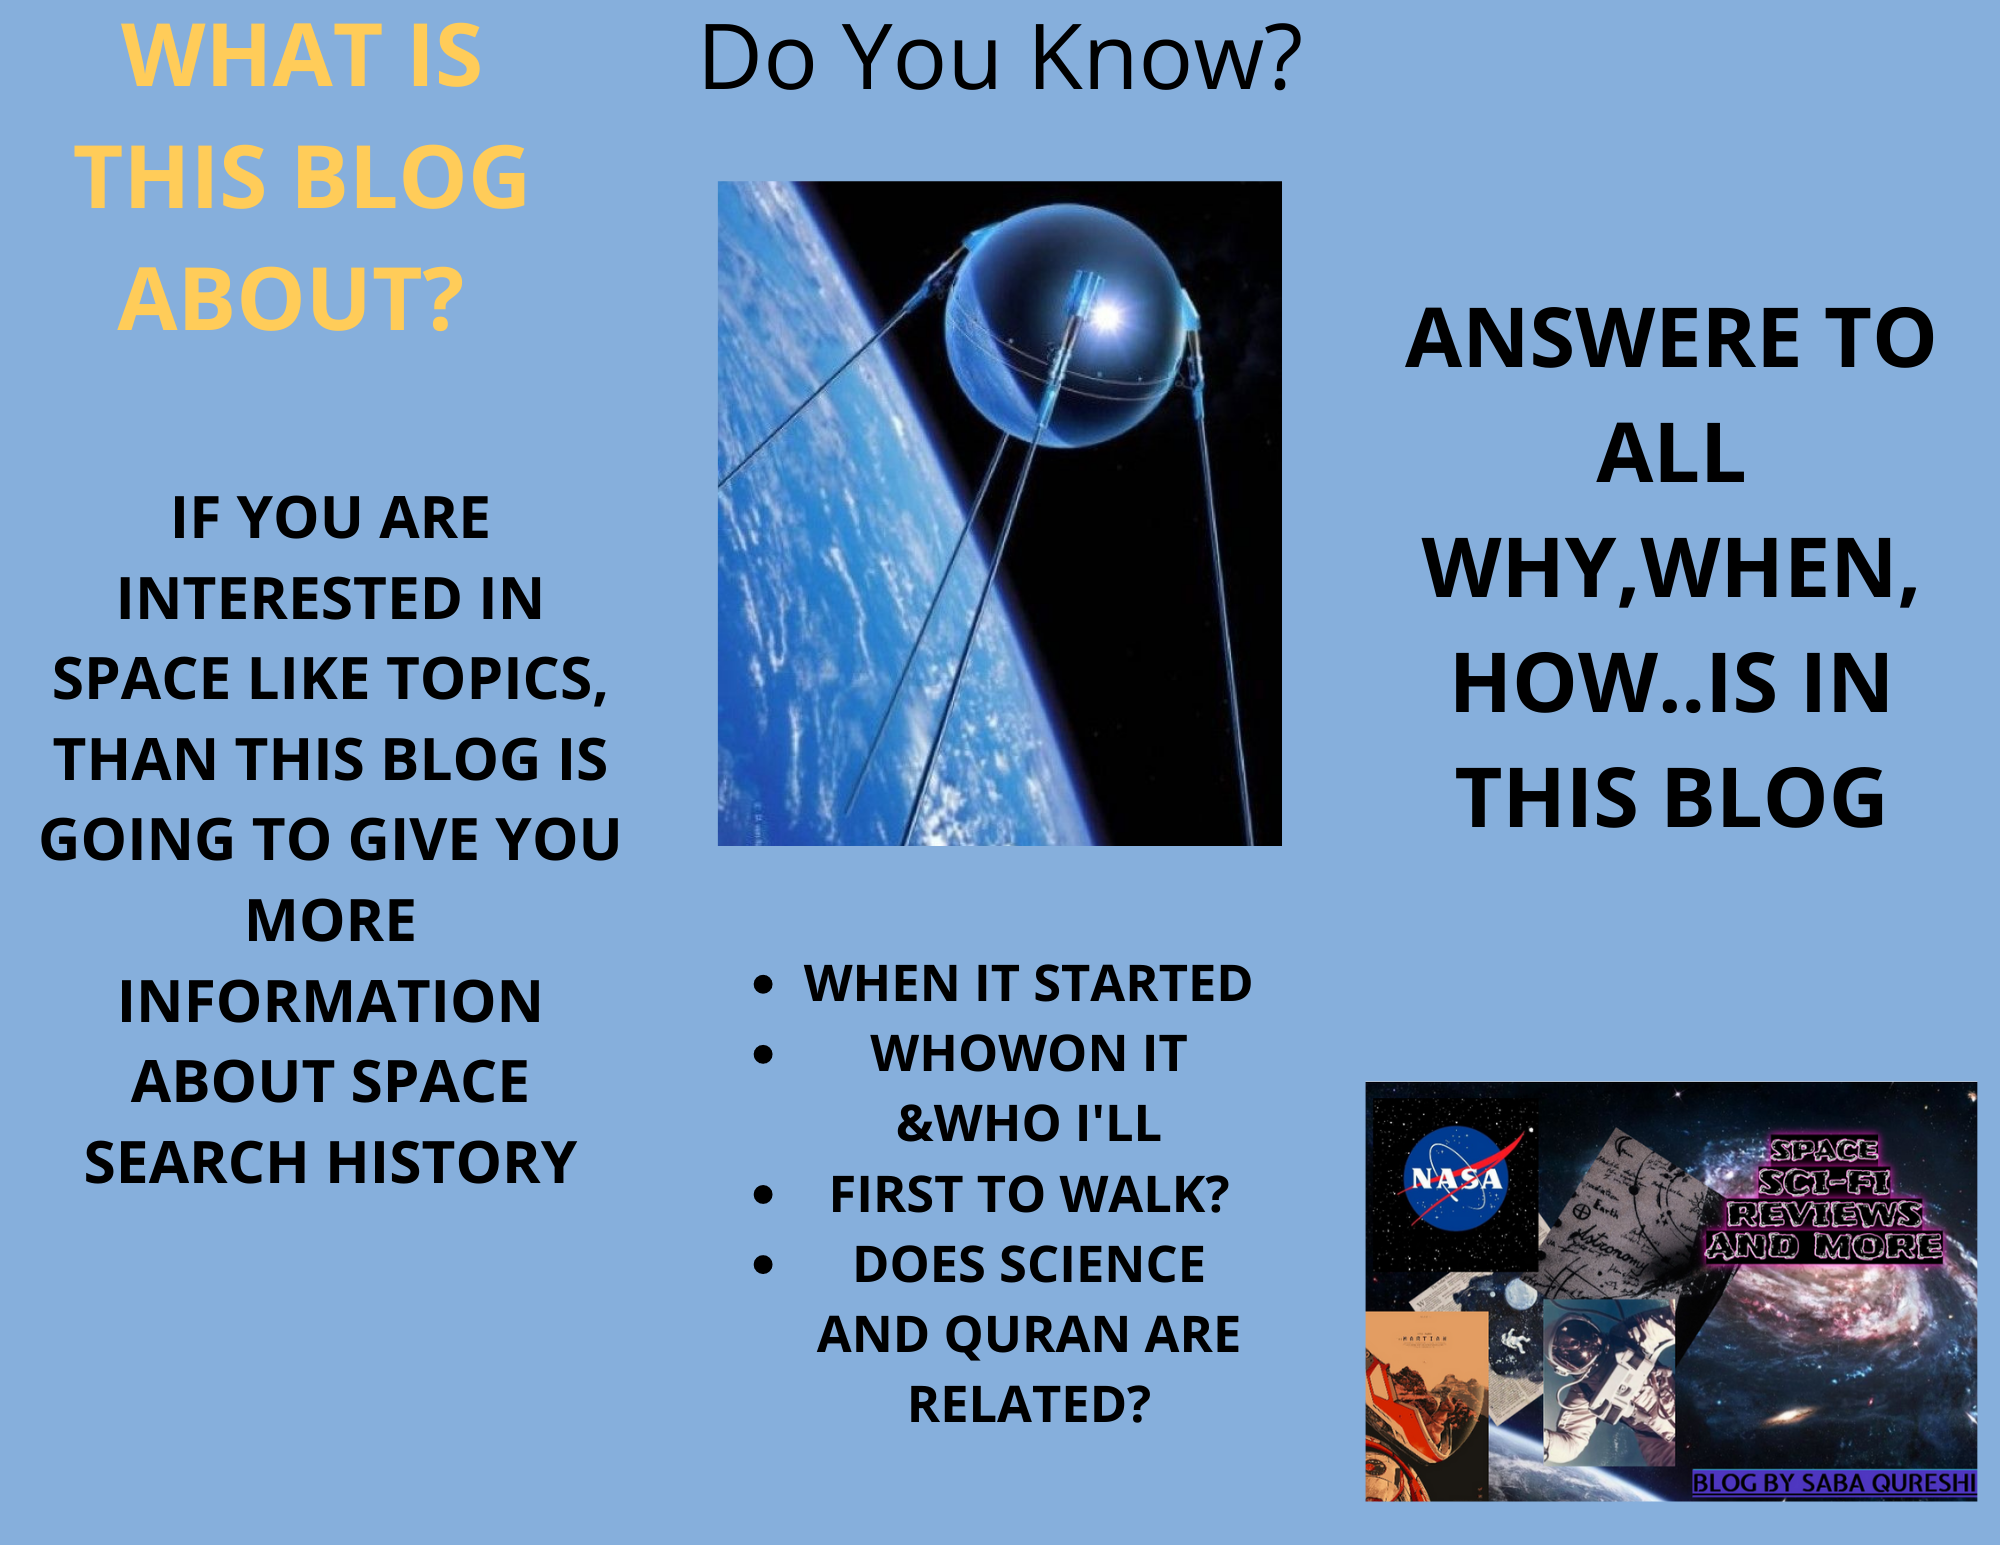 WHAT IS
THIS BLOG
ABOUT?
IF YOU ARE
INTERESTED IN
SPACE LIKE TOPICS,
THAN THIS BLOG IS
GOING TO GIVE YOU
MORE
INFORMATION
ABOUT SPACE
SEARCH HISTORY
Do You Know?
• WHEN IT STARTED
• WHOWON IT
&WHO I'LL
• FIRST TO WALK?
• DOES SCIENCE
AND QURAN ARE
RELATED?
ANSWERE TO
ALL
WHY,WHEN,
HOW..IS IN
THIS BLOG
NASA
Earth
Astronomy
SPACE
SCI-FI
REVIEWS
AND MORE
MARTIAN
BLOG BY SABA QURESHI